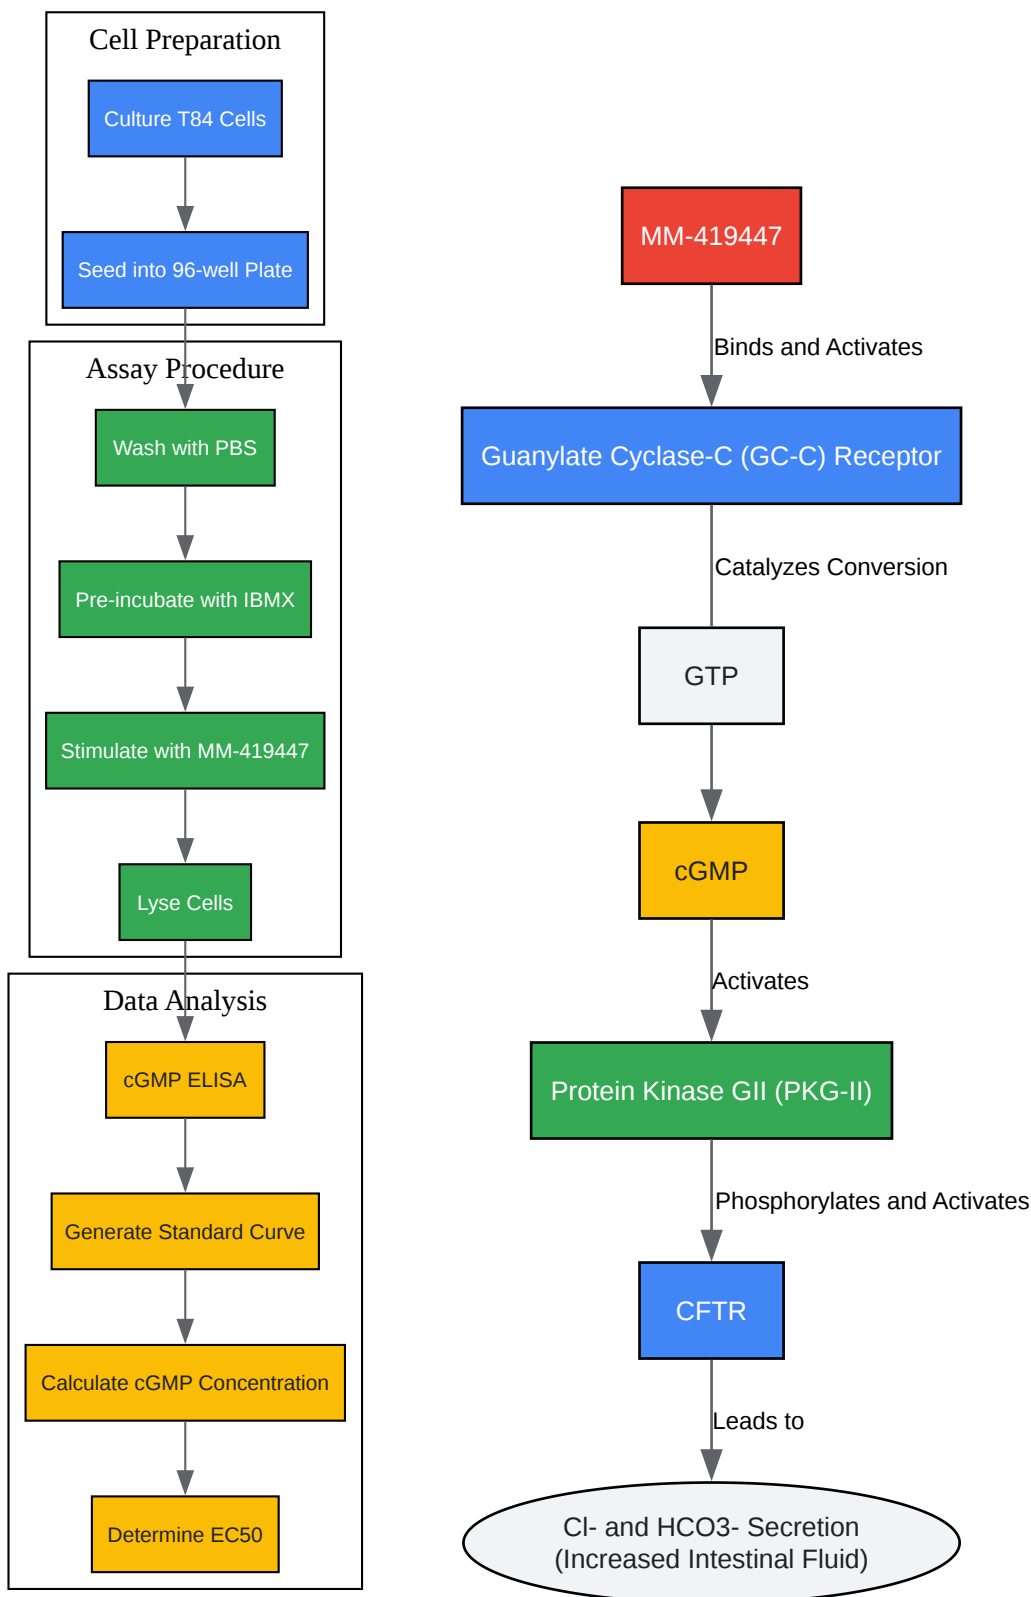 Cell Preparation
Culture T84 Cells
Seed into 96-well Plate
Assay Procedure
Wash with PBS
Pre-incubate with IBMX
Stimulate with MM-419447
Lyse Cells
Data Analysis
cGMP ELISA
Generate Standard Curve
Calculate cGMP Concentration
Determine EC50
MM-419447
Binds and Activates
Guanylate Cyclase-C (GC-C) Receptor
Catalyzes Conversion
GTP
cGMP
Activates
Protein Kinase GII (PKG-II)
Phosphorylates and Activates
CFTR
Leads to
Cl- and HCO3- Secretion
(Increased Intestinal Fluid)